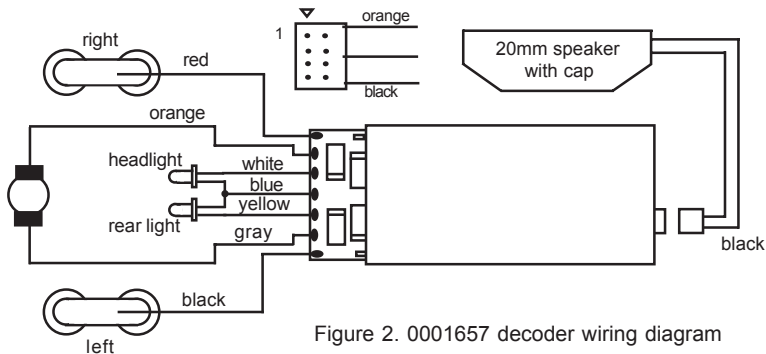 right
red
1
orange
black
20mm speaker
with cap
orange
headlight
white
blue
yellow
rear light
gray
black
black
left
Figure 2. 0001657 decoder wiring diagram